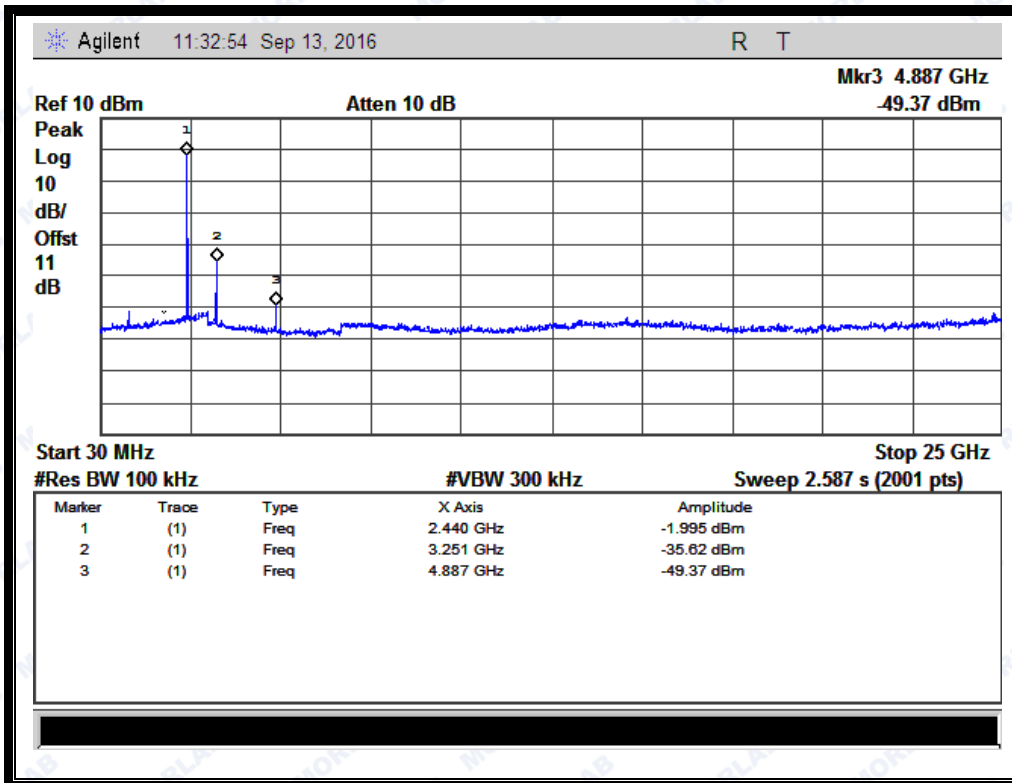 Agilent 11:32:54 Sep 13, 2016 R T
Mkr3 4.887 GHz
Ref 10 dBm Atten 10 dB -49.37 dBm
Peak
Log
10
dB/
Offst
11
dB
1
2
3
Start 30 MHz Stop 25 GHz
#Res BW 100 kHz #VBW 300 kHz Sweep 2.587 s (2001 pts)
Marker Trace Type X Axis Amplitude
1 (1) Freq 2.440 GHz -1.995 dBm
2 (1) Freq 3.251 GHz -35.62 dBm
3 (1) Freq 4.887 GHz -49.37 dBm